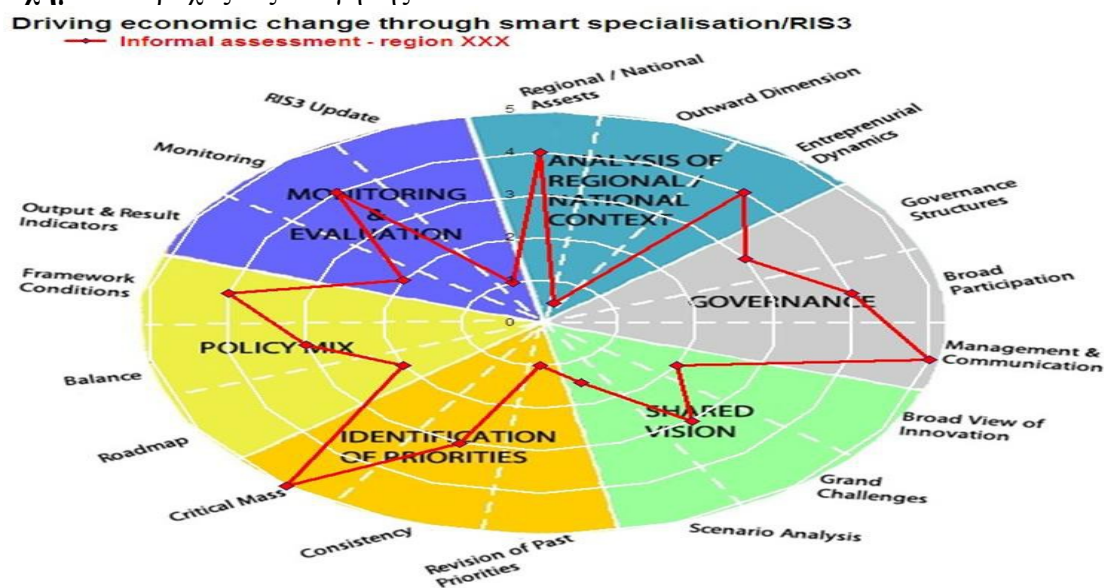 Driving economic change through smart specialisation/RIS3
Informal assessment - region XXX
Regional / National
Assests
Outward Dimension
Entreprenurial
Dynamics
Governance
Structures
Broad
Participation
Management &
Communication
Broad View of
Innovation
Grand
Challenges
Scenario Analysis
Revision of Past
Priorities
Consistency
Critical Mass
Roadmap
Balance
Framework
Conditions
Output & Result
Indicators
Monitoring
RIS3 Update
5
4
3
2
1
0
ANALYSIS OF
REGIONAL /
NATIONAL
CONTEXT
GOVERNANCE
SHARED
VISION
IDENTIFICATION
OF PRIORITIES
POLICY MIX
MONITORING
&
EVALUATION